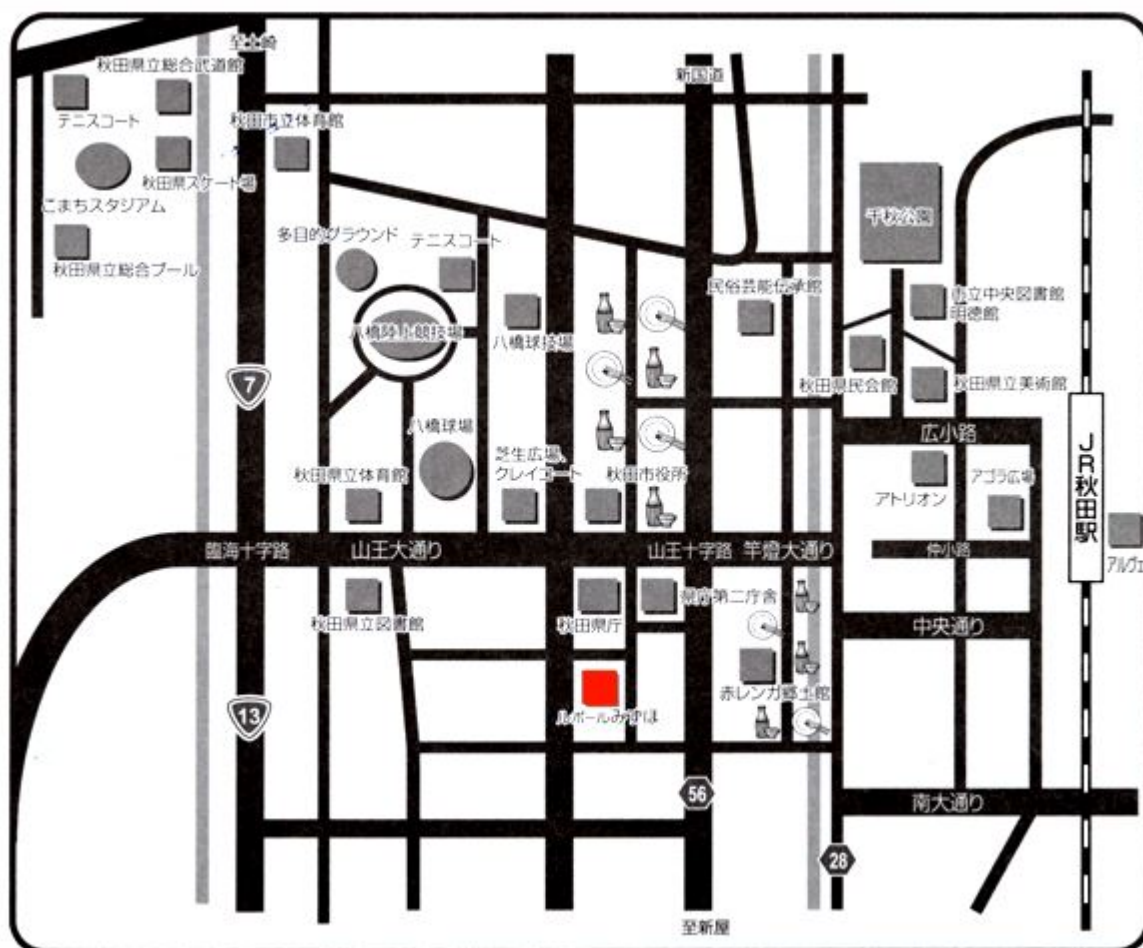 至土崎
秋田県立総合武道館
新国道
テニスコート
秋田市立体育館
秋田県スケート場
こまちスタジアム
千秋公園
多目的グラウンド
テニスコート
秋田県立総合プール
民俗芸能伝承館
市立中央図書館
明徳館
八橋陸上競技場
八橋球技場
秋田県民会館
秋田県立美術館
7
八橋球場
広小路
JR秋田駅
秋田県立体育館
芝生広場、
クレイコート
秋田市役所
アトリオン
アゴラ広場
臨海十字路
山王大通り
山王十字路
竿燈大通り
仲小路
アルヴェ
秋田県立図書館
秋田県庁
県庁第二庁舎
中央通り
赤レンガ郷土館
ルポールみずほ
13
56
南大通り
28
至新屋